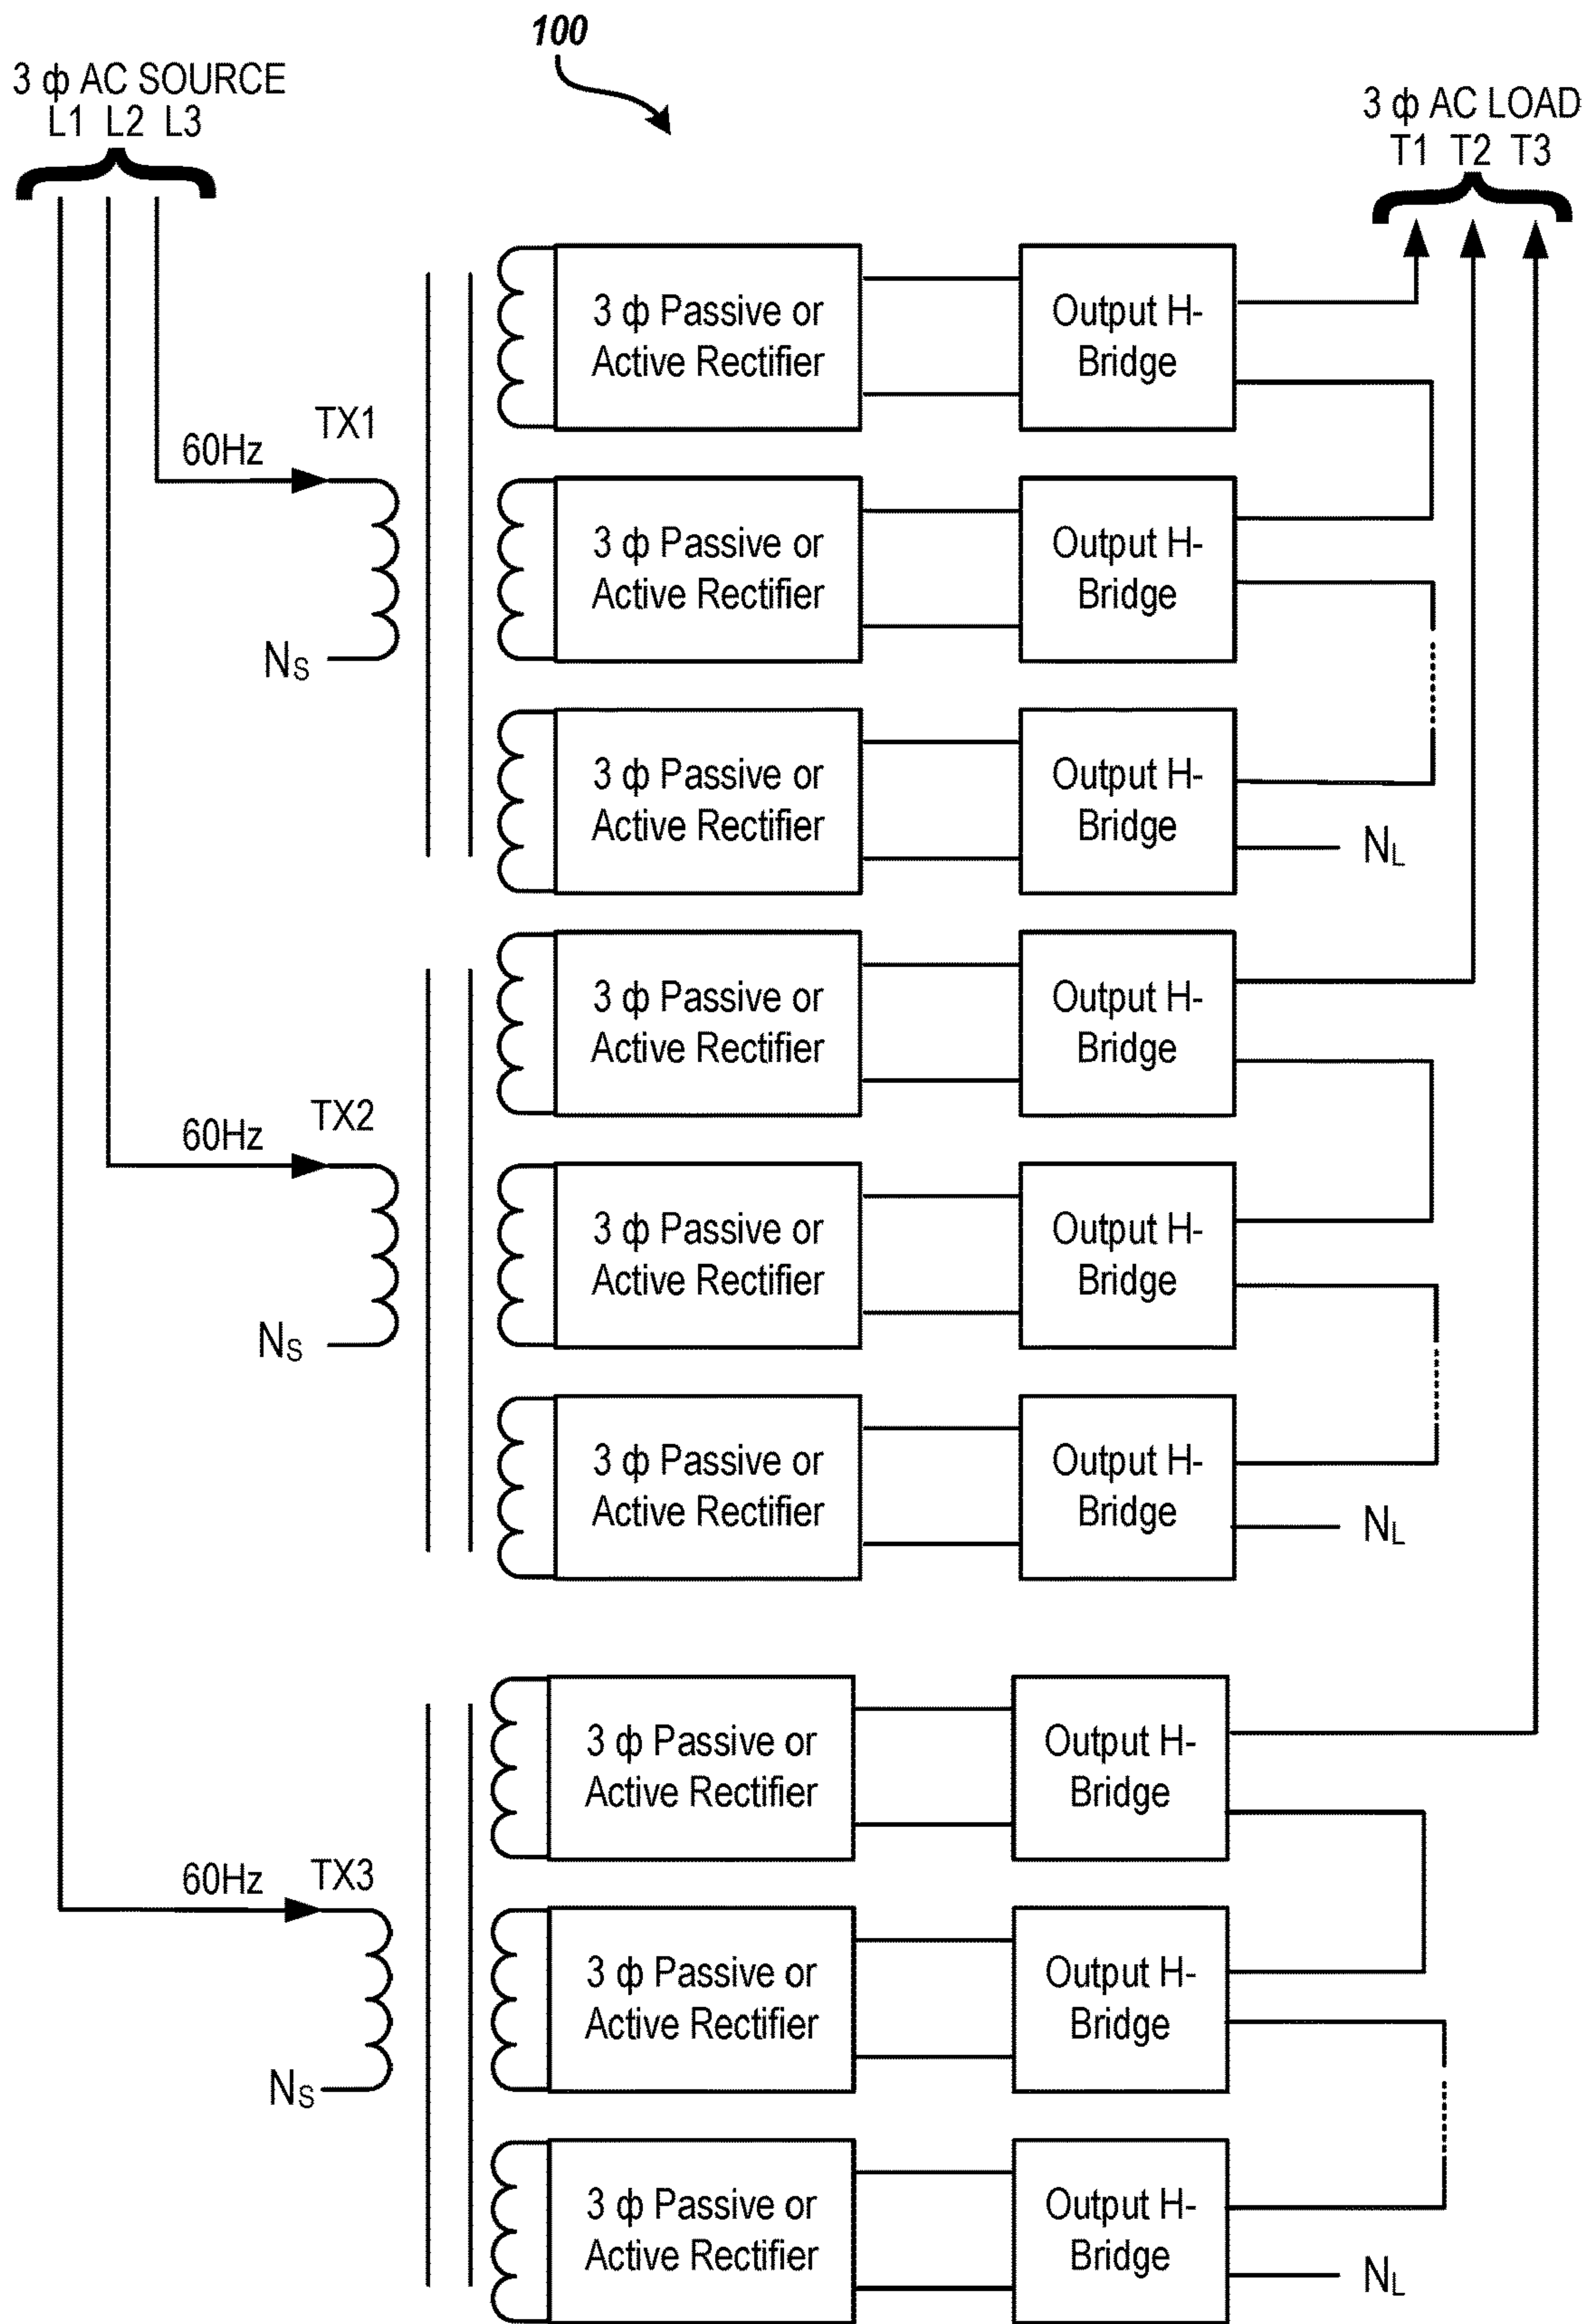 100
3 ф AC SOURCE
L1 L2 L3
3 ф AC LOAD
T1 T2 T3
3 ф Passive or
Active Rectifier
Output H-
Bridge
TX1
60Hz
NS
3 ф Passive or
Active Rectifier
Output H-
Bridge
3 ф Passive or
Active Rectifier
Output H-
Bridge
NL
3 ф Passive or
Active Rectifier
Output H-
Bridge
TX2
60Hz
NS
3 ф Passive or
Active Rectifier
Output H-
Bridge
3 ф Passive or
Active Rectifier
Output H-
Bridge
NL
3 ф Passive or
Active Rectifier
Output H-
Bridge
60Hz
TX3
NS
3 ф Passive or
Active Rectifier
Output H-
Bridge
3 ф Passive or
Active Rectifier
Output H-
Bridge
NL